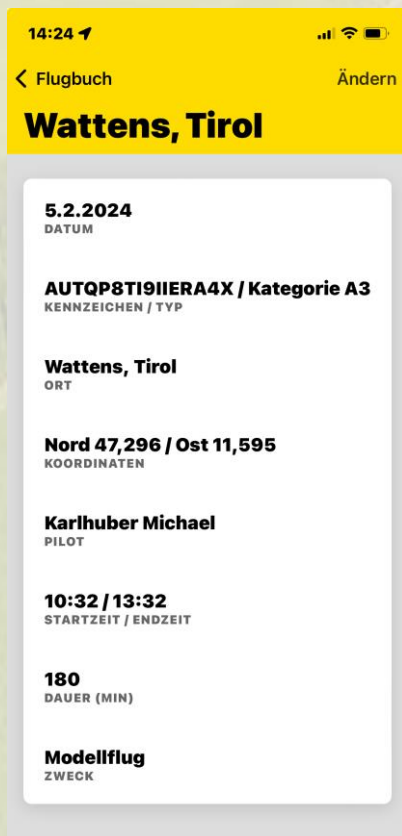 14:24
Flugbuch
Ändern
Wattens, Tirol
5.2.2024
DATUM
AUTQP8TI9IIERA4X / Kategorie A3
KENNZEICHEN / TYP
Wattens, Tirol
ORT
Nord 47,296 / Ost 11,595
KOORDINATEN
Karlhuber Michael
PILOT
10:32 / 13:32
STARTZEIT / ENDZEIT
180
DAUER (MIN)
Modellflug
ZWECK